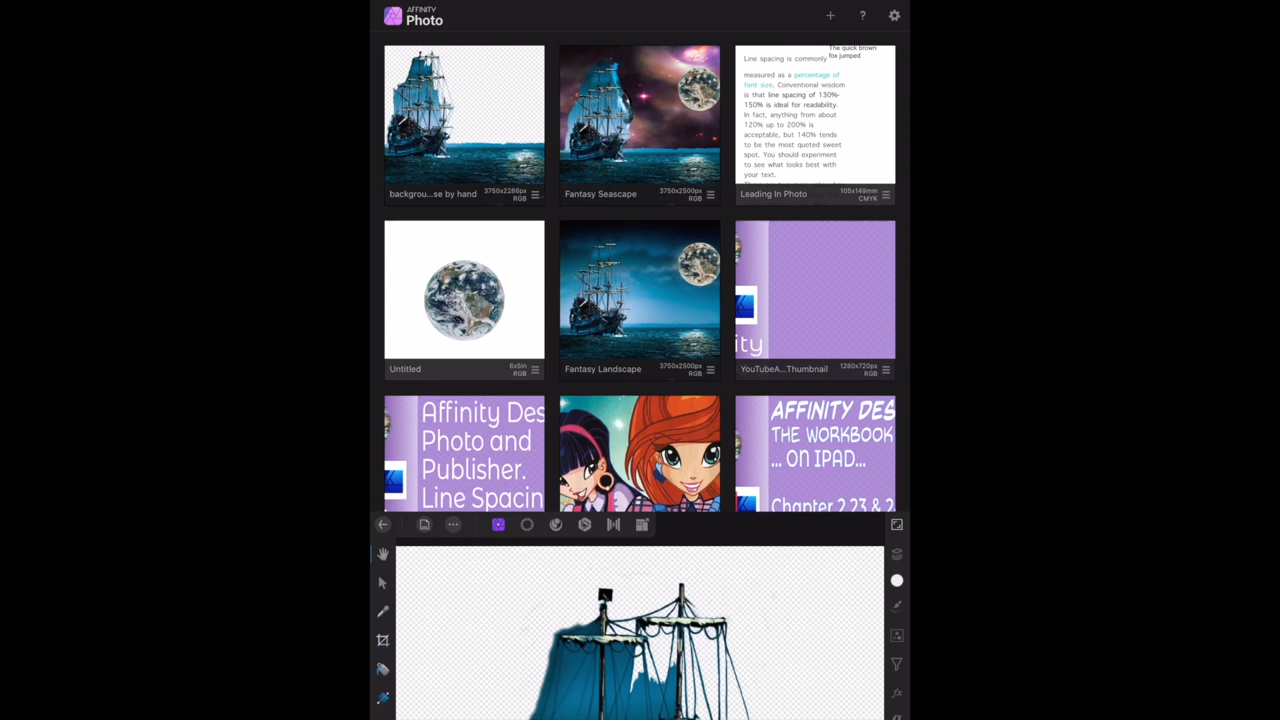 AFFINITY
Photo
+
?
The quick brown
fox jumped
Line spacing is commonly
measured as a percentage of
font size. Conventional wisdom
is that line spacing of 130%-
150% is ideal for readability.
In fact, anything from about
120% up to 200% is
acceptable, but 140% tends
to be the most quoted sweet
spot. You should experiment
to see what looks best with
your text.
backgrou...se by hand
3750x2286px
RGB
Fantasy Seascape
3750x2500px
RGB
Leading In Photo
105x149mm
CMYK
ity
Untitled
6x5in
RGB
Fantasy Landscape
3750x2500px
RGB
YouTubeA...Thumbnail
1280x720px
RGB
Affinity Des
Photo and
Publisher.
Line Spacin
AFFINITY DES
THE WORKBOOK
... ON IPAD...
Chapter 2.23 & 2
fx